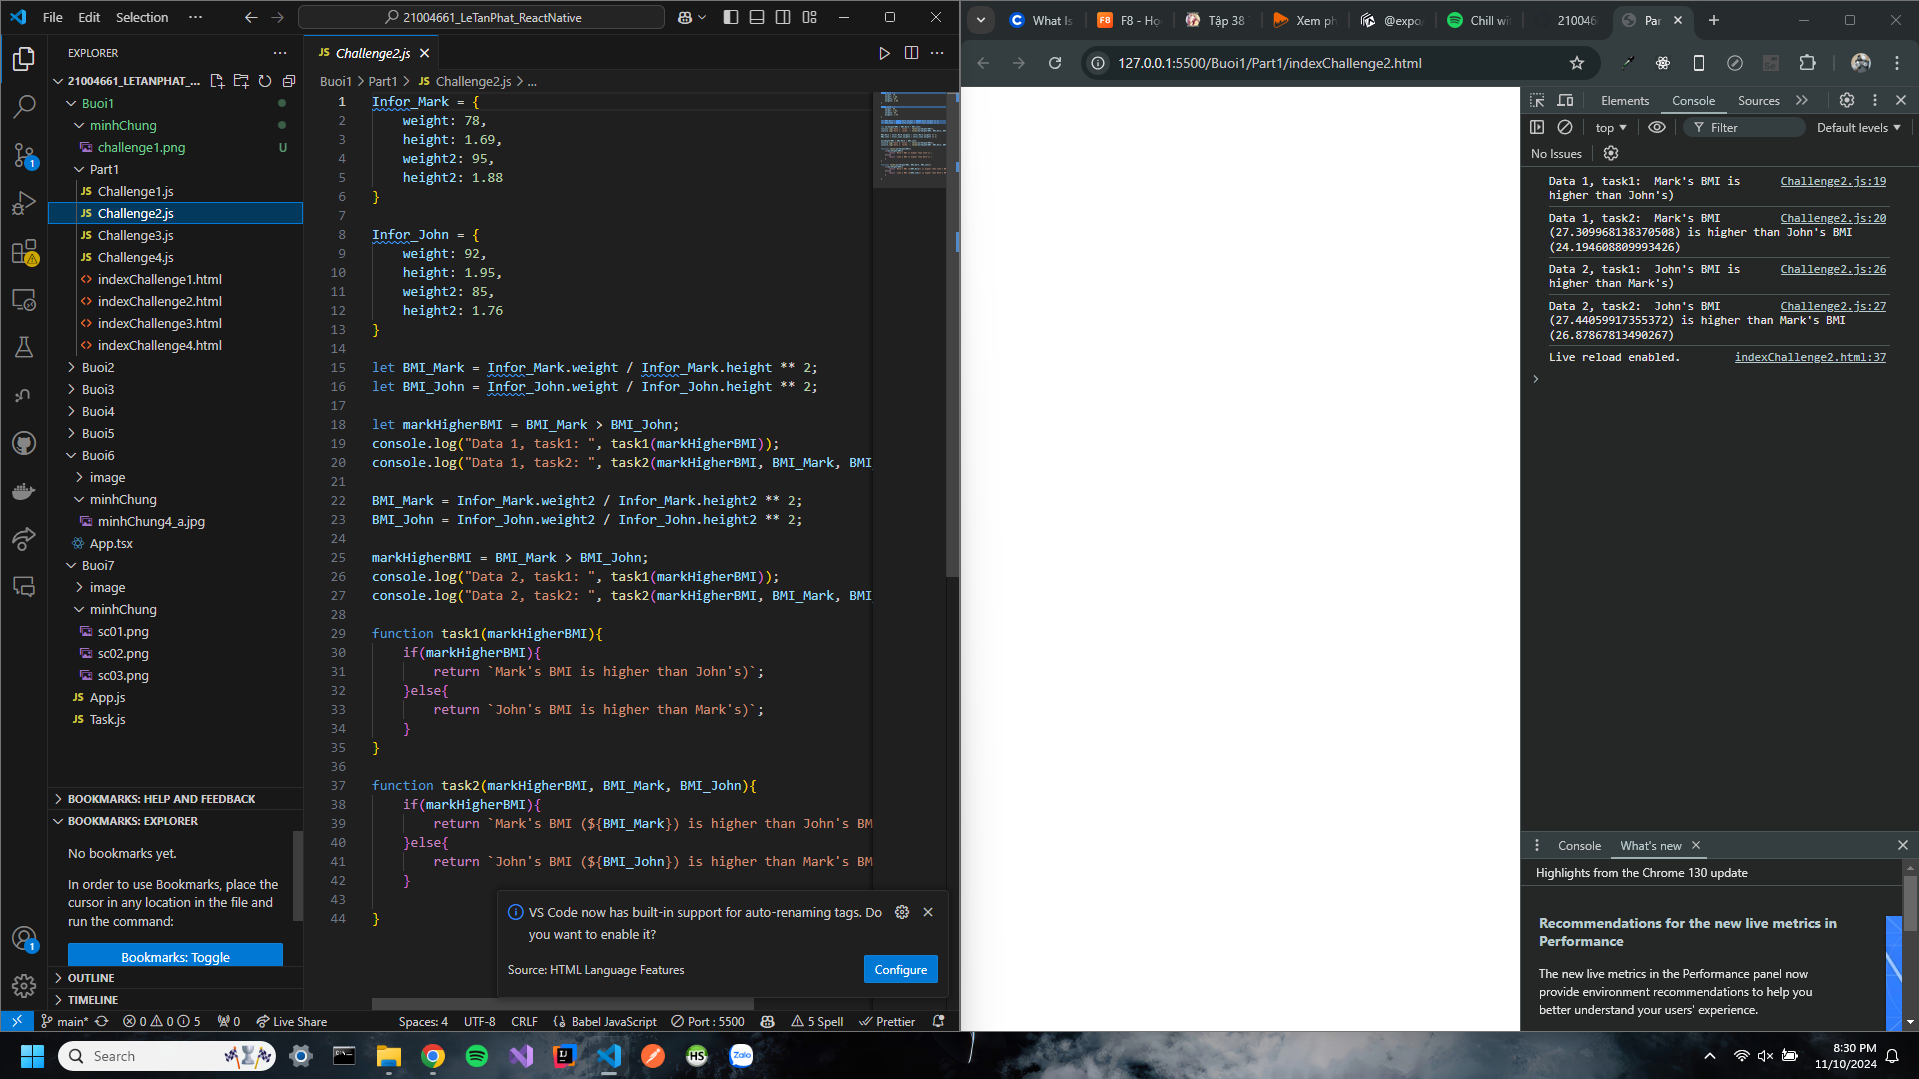 File Edit Selection ...
21004661_LeTanPhat_ReactNative
EXPLORER
21004661_LETANPHAT_...
Buoi1
minhChung
challenge1.png U
Part1
JS Challenge1.js
JS Challenge2.js
JS Challenge3.js
JS Challenge4.js
<> indexChallenge1.html
<> indexChallenge2.html
<> indexChallenge3.html
<> indexChallenge4.html
Buoi2
Buoi3
Buoi4
Buoi5
Buoi6
image
minhChung
minhChung4_a.jpg
App.tsx
Buoi7
image
minhChung
sc01.png
sc02.png
sc03.png
JS App.js
JS Task.js
BOOKMARKS: HELP AND FEEDBACK
BOOKMARKS: EXPLORER
No bookmarks yet.
In order to use Bookmarks, place the
cursor in any location in the file and
run the command:
Bookmarks: Toggle
OUTLINE
TIMELINE
1
1
JS Challenge2.js
Buoi1 > Part1 > JS Challenge2.js > ...
1 Infor_Mark = {
2 weight: 78,
3 height: 1.69,
4 weight2: 95,
5 height2: 1.88
6 }
7
8 Infor_John = {
9 weight: 92,
10 height: 1.95,
11 weight2: 85,
12 height2: 1.76
13 }
14
15 let BMI_Mark = Infor_Mark.weight / Infor_Mark.height ** 2;
16 let BMI_John = Infor_John.weight / Infor_John.height ** 2;
17
18 let markHigherBMI = BMI_Mark > BMI_John;
19 console.log("Data 1, task1: ", task1(markHigherBMI));
20 console.log("Data 1, task2: ", task2(markHigherBMI, BMI_Mark, BMI_
21
22 BMI_Mark = Infor_Mark.weight2 / Infor_Mark.height2 ** 2;
23 BMI_John = Infor_John.weight2 / Infor_John.height2 ** 2;
24
25 markHigherBMI = BMI_Mark > BMI_John;
26 console.log("Data 2, task1: ", task1(markHigherBMI));
27 console.log("Data 2, task2: ", task2(markHigherBMI, BMI_Mark, BMI_
28
29 function task1(markHigherBMI){
30 if(markHigherBMI){
31 return `Mark's BMI is higher than John's)`;
32 }else{
33 return `John's BMI is higher than Mark's)`;
34 }
35 }
36
37 function task2(markHigherBMI, BMI_Mark, BMI_John){
38 if(markHigherBMI){
39 return `Mark's BMI (${BMI_Mark}) is higher than John's BM
40 }else{
41 return `John's BMI (${BMI_John}) is higher than Mark's BM
42 }
43
44 }
VS Code now has built-in support for auto-renaming tags. Do
you want to enable it?
Source: HTML Language Features
Configure
main* 0 0 5 0 Live Share Spaces: 4 UTF-8 CRLF {} Babel JavaScript Port : 5500 5 Spell Prettier
What Is F8 - Họ Tập 38 Xem ph @expo/ Chill wi 210046 Par
127.0.0.1:5500/Buoi1/Part1/indexChallenge2.html
Elements Console Sources
top Filter Default levels
No Issues
Data 1, task1:  Mark's BMI is Challenge2.js:19
higher than John's)
Data 1, task2:  Mark's BMI Challenge2.js:20
(27.309968138370508) is higher than John's BMI
(24.194608809993426)
Data 2, task1:  John's BMI is Challenge2.js:26
higher than Mark's)
Data 2, task2:  John's BMI Challenge2.js:27
(27.44059917355372) is higher than Mark's BMI
(26.87867813490267)
Live reload enabled. indexChallenge2.html:37
Console What's new
Highlights from the Chrome 130 update
Recommendations for the new live metrics in
Performance
The new live metrics in the Performance panel now
provide environment recommendations to help you
better understand your users' experience.
Search
HS
Zalo
8:30 PM
11/10/2024